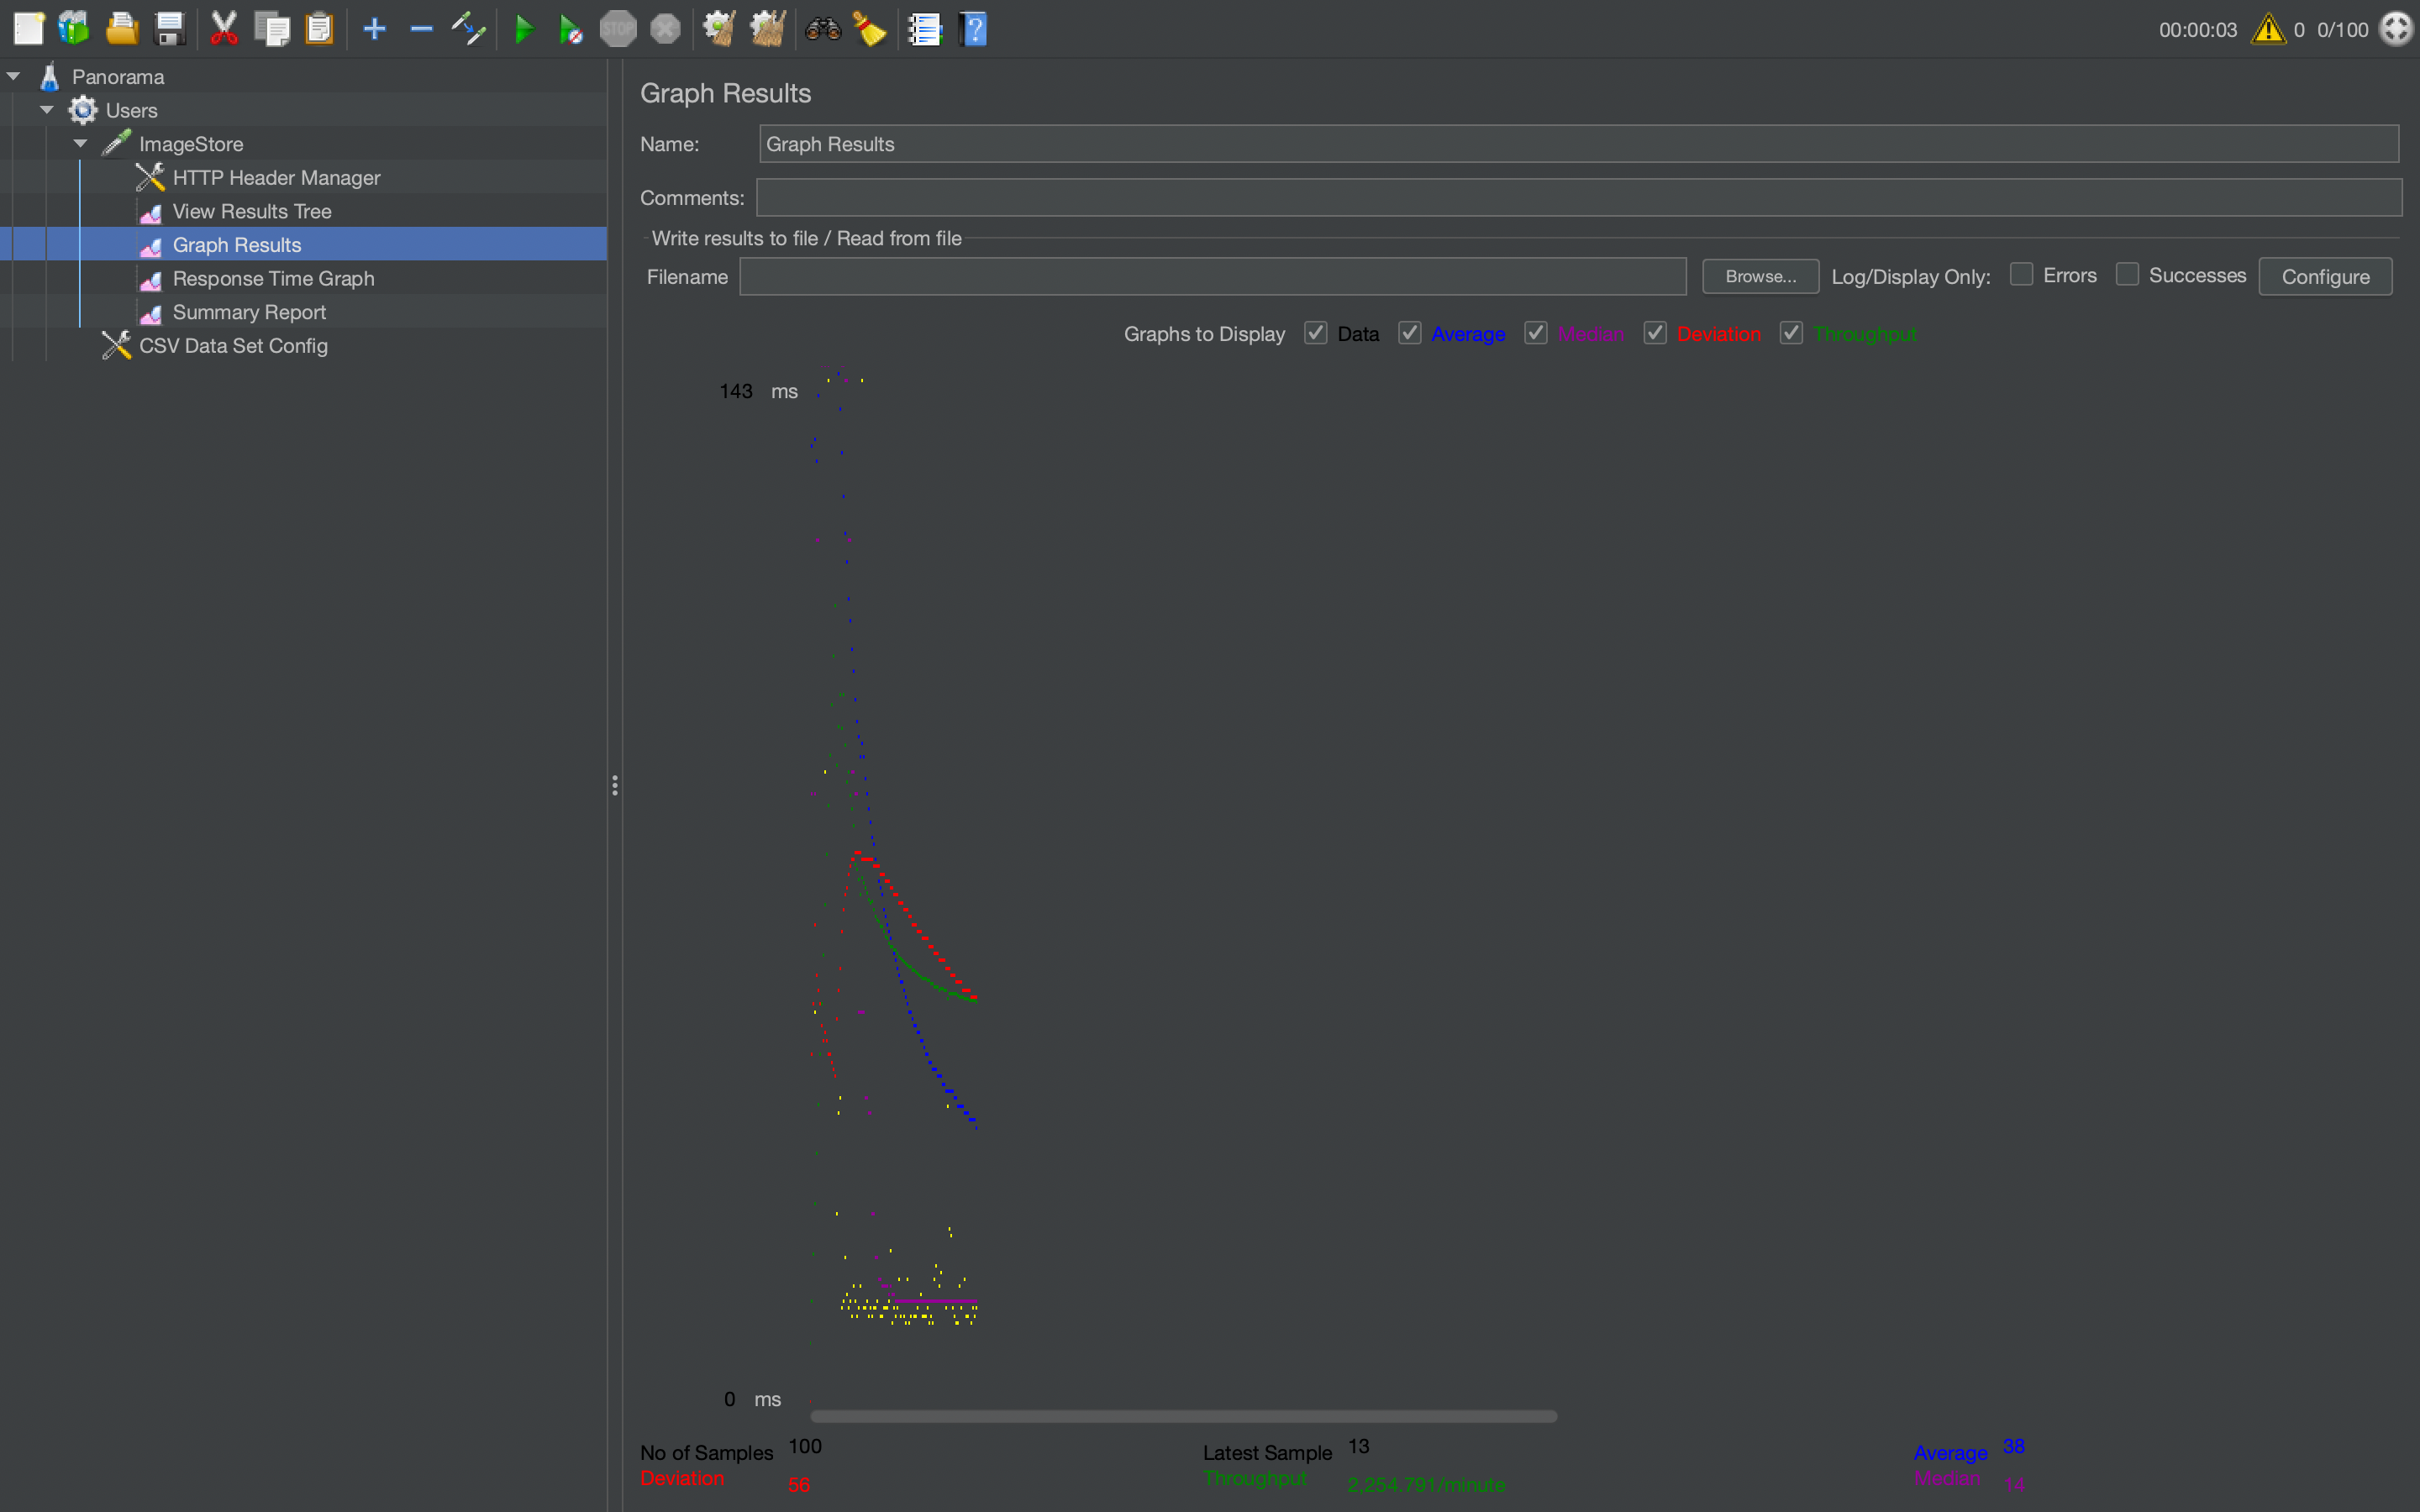 STOP
00:00:03 0 0/100
Panorama
Users
ImageStore
HTTP Header Manager
View Results Tree
Graph Results
Response Time Graph
Summary Report
CSV Data Set Config
Graph Results
Name: Graph Results
Comments:
Write results to file / Read from file
Filename Browse... Log/Display Only: Errors Successes Configure
Graphs to Display Data Average Median Deviation Throughput
143 ms
0 ms
No of Samples 100 Latest Sample 13 Average 38
Deviation 56 Throughput 2,254.791/minute Median 14